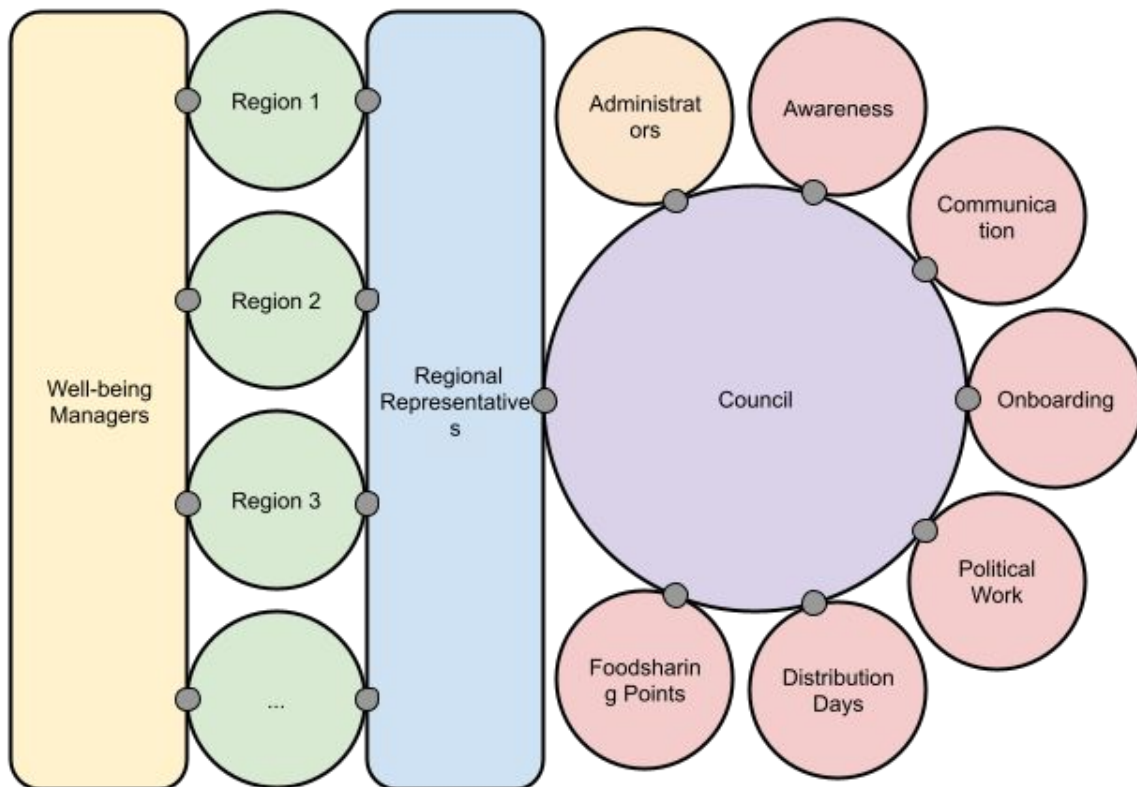 Well-being
Managers
Region 1
Region 2
Region 3
...
Regional
Representative
s
Council
Administrat
ors
Awareness
Communica
tion
Onboarding
Political
Work
Distribution
Days
Foodsharin
g Points